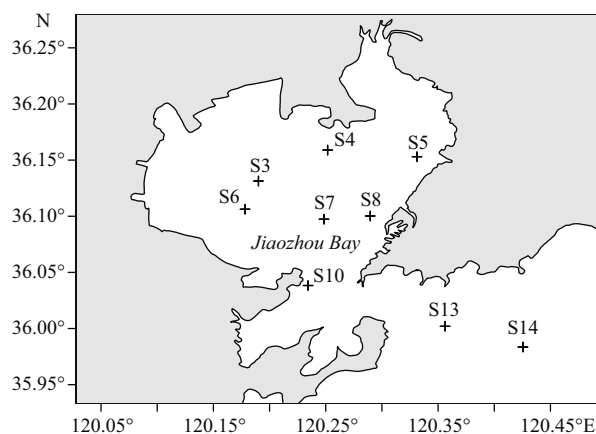 N
36.25°
36.20°
36.15°
36.10°
36.05°
36.00°
35.95°
S4
S5
S3
S6
S7
S8
Jiaozhou Bay
S10
S13
S14
120.05°
120.15°
120.25°
120.35°
120.45°E